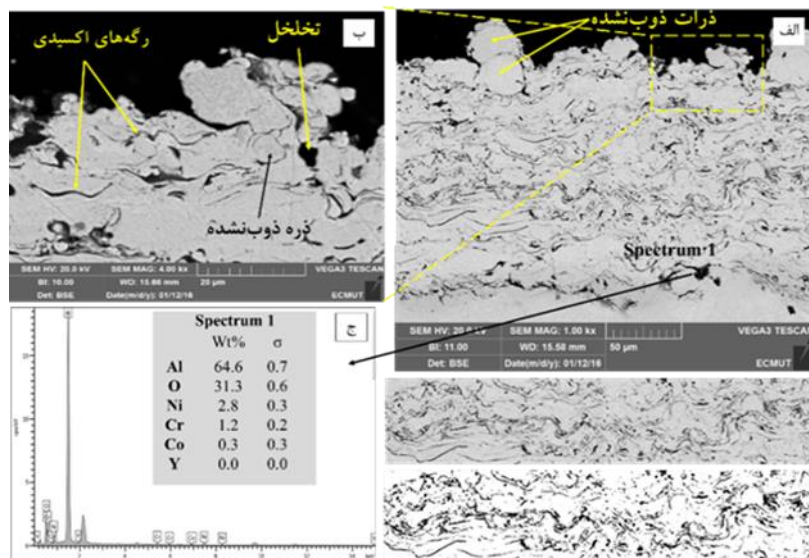 الف
ذرات ذوب‌نشده
Spectrum 1
SEM HV: 20.0 kV SEM MAG: 1.00 kx VEGA3 TESCAN
BI: 11.00 WD: 15.58 mm 50 µm
Det: BSE Date(m/d/y): 01/12/16 ECMUT
ب
رگه‌های اکسیدی
تخلخل
ذره ذوب‌نشده
SEM HV: 20.0 kV SEM MAG: 4.00 kx VEGA3 TESCAN
BI: 10.00 WD: 15.66 mm 20 µm
Det: BSE Date(m/d/y): 01/12/16 ECMUT
ج
Spectrum 1
Wt% σ
Al 64.6 0.7
O 31.3 0.6
Ni 2.8 0.3
Cr 1.2 0.2
Co 0.3 0.3
Y 0.0 0.0